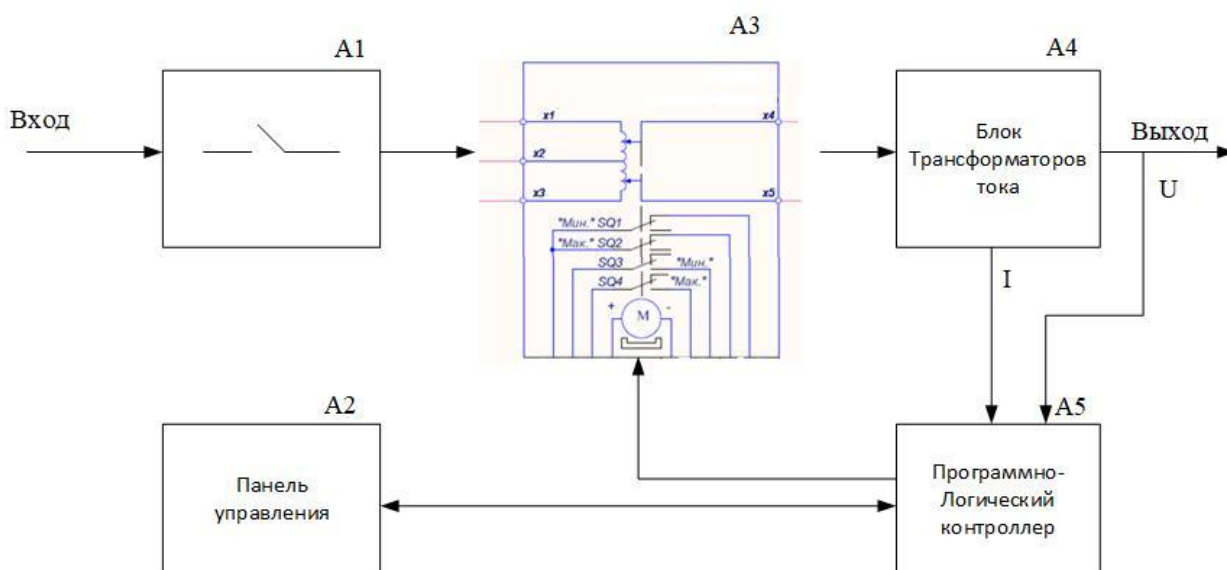 A1
A3
A4
Вход
x1
x4
x2
x3
x5
"Мин." SQ1
"Мак." SQ2
SQ3
"Мин."
SQ4
"Мак."
+
М
-
Блок
Трансформаторов
тока
Выход
U
I
A2
A5
Панель
управления
Программно-
Логический
контроллер